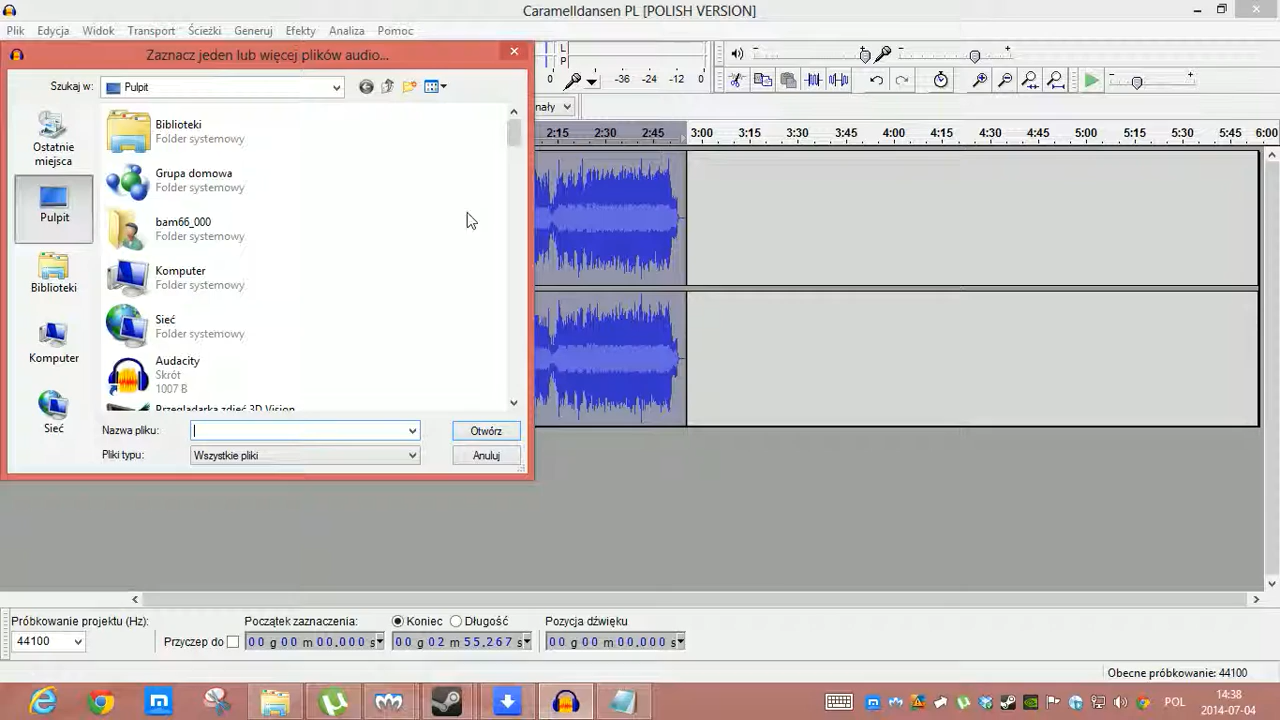 Caramelldansen PL [POLISH VERSION]
Plik Edycja Widok Transport Ścieżki Generuj Efekty Analiza Pomoc
Zaznacz jeden lub więcej plików audio...
L
P
0 -36 -24 -12 0
Szukaj w: Pulpit
nały
2:15 2:30 2:45 3:00 3:15 3:30 3:45 4:00 4:15 4:30 4:45 5:00 5:15 5:30 5:45 6:00
Ostatnie
miejsca
Pulpit
Biblioteki
Komputer
Sieć
Biblioteki
Folder systemowy
Grupa domowa
Folder systemowy
bam66_000
Folder systemowy
Komputer
Folder systemowy
Sieć
Folder systemowy
Audacity
Skrót
1007 B
Przeglądarka zdjęć 3D Vision
Nazwa pliku:
Otwórz
Pliki typu: Wszystkie pliki
Anuluj
Próbkowanie projektu (Hz):
44100
Przyczep do
Początek zaznaczenia:
00 g 00 m 00.000 s
Koniec Długość
00 g 02 m 55.267 s
Pozycja dźwięku
00 g 00 m 00.000 s
Obecne próbkowanie: 44100
POL
14:38
2014-07-04